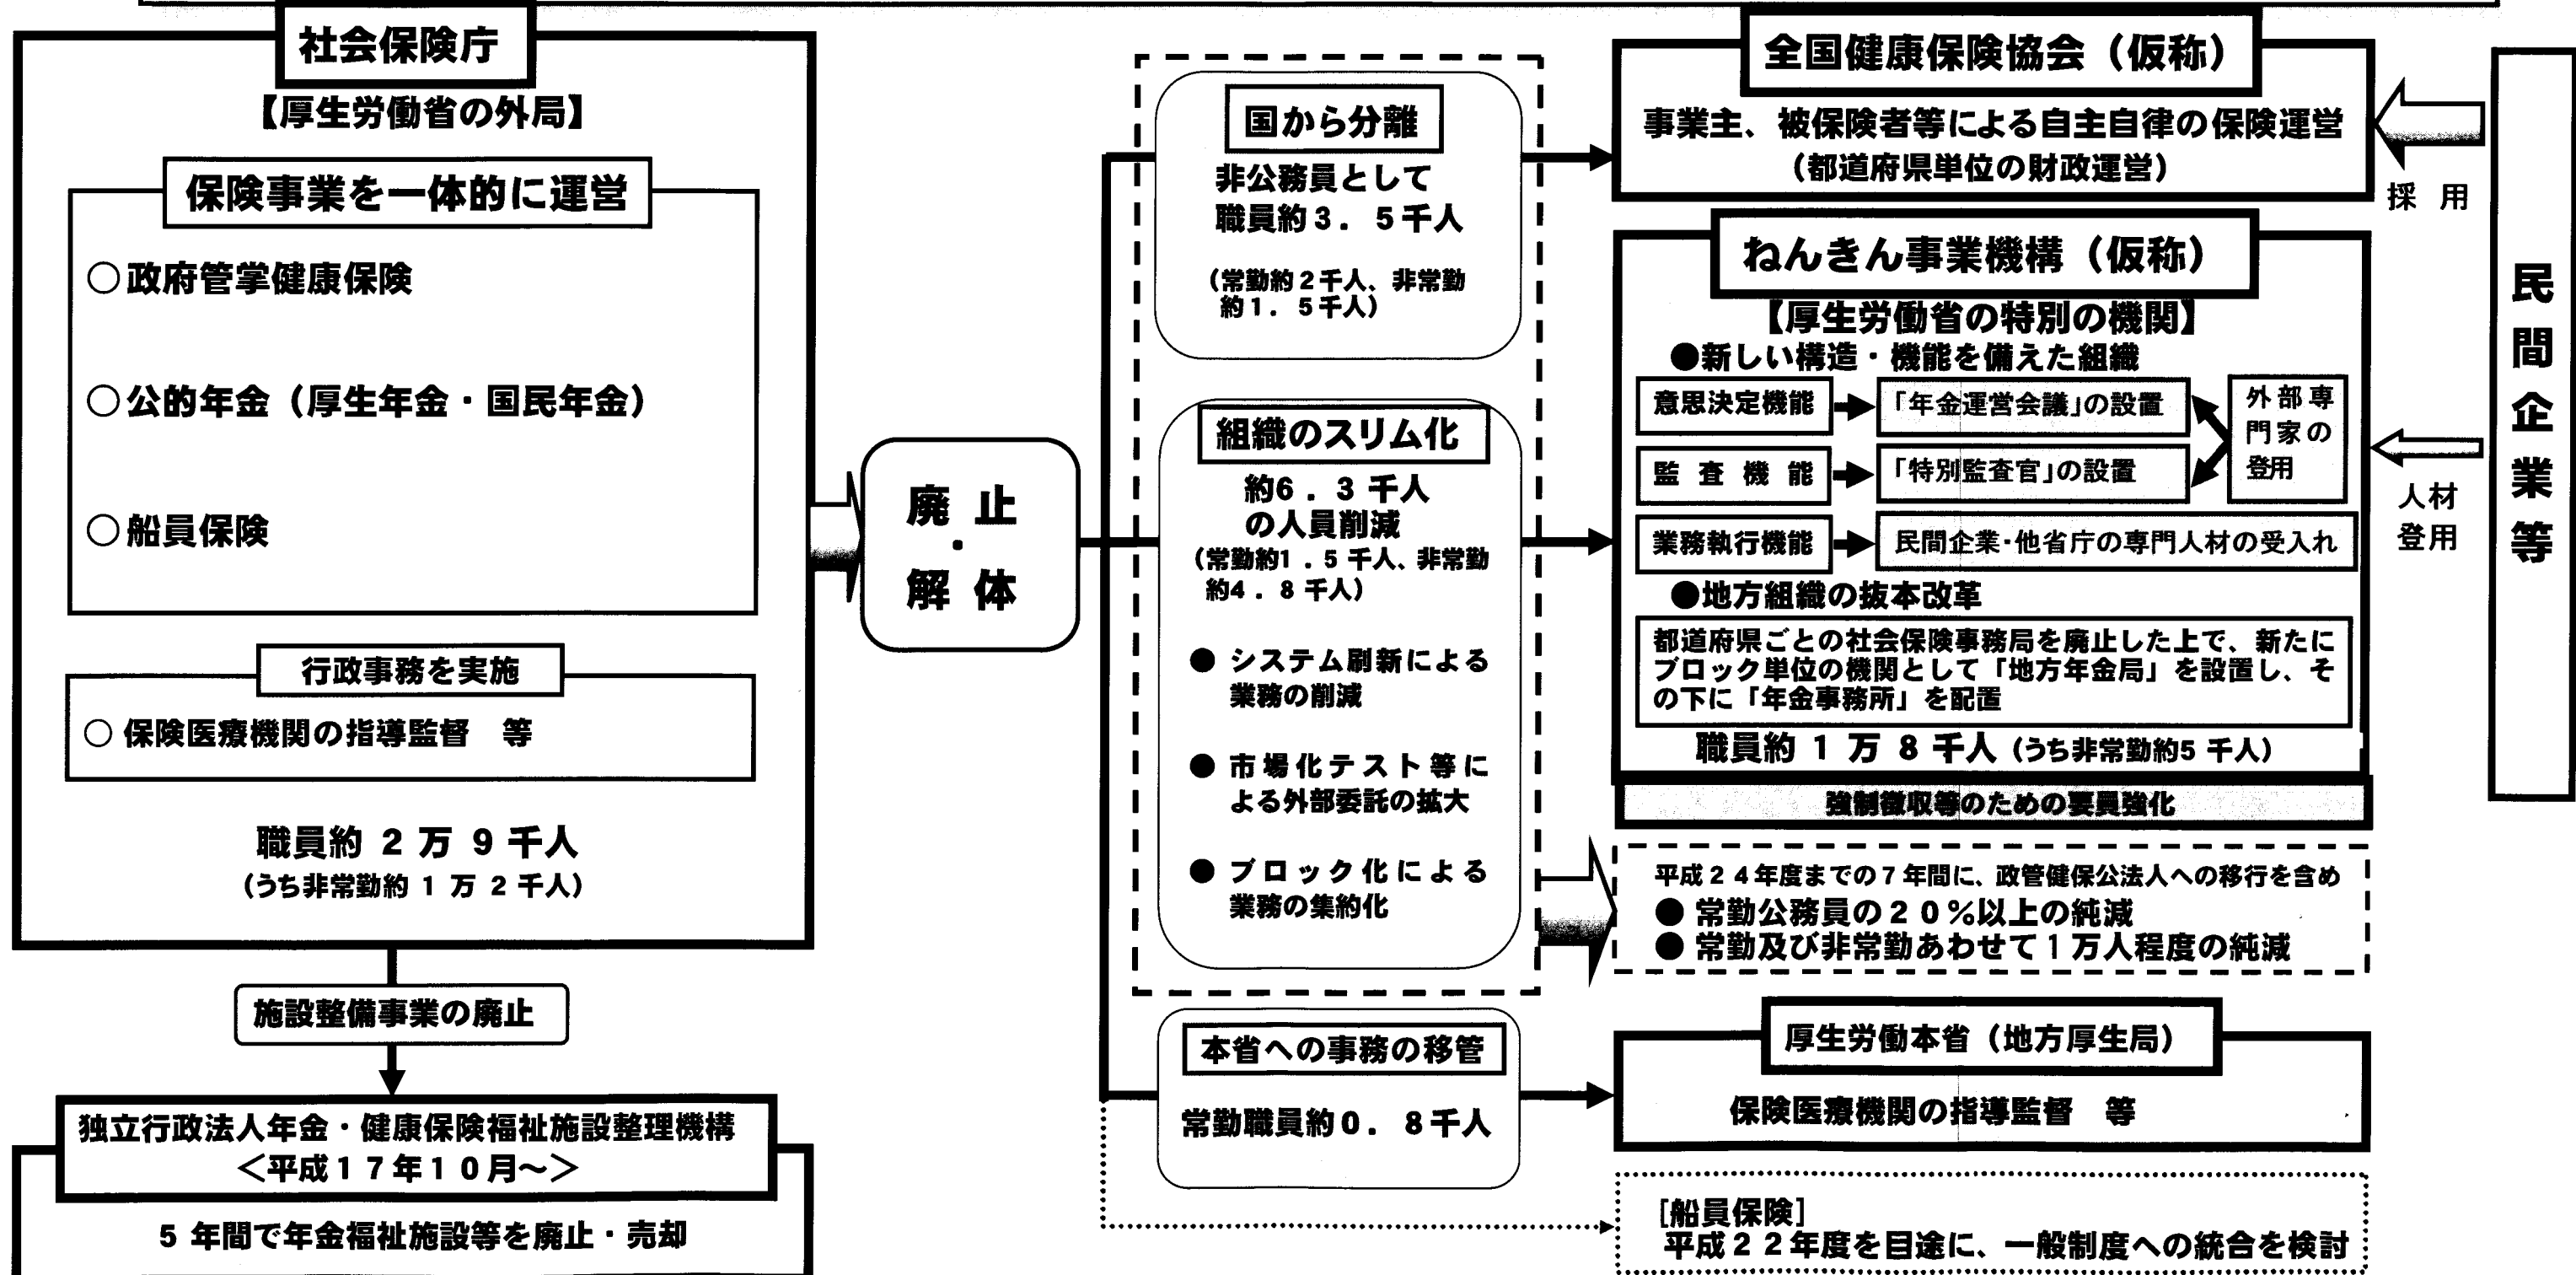 社会保険庁
【厚生労働省の外局】
保険事業を一体的に運営
○政府管掌健康保険
○公的年金（厚生年金・国民年金）
○船員保険
行政事務を実施
○保険医療機関の指導監督　等
職員約２万９千人
（うち非常勤約１万２千人）
施設整備事業の廃止
独立行政法人年金・健康保険福祉施設整理機構
＜平成１７年１０月～＞
５年間で年金福祉施設等を廃止・売却
廃止
・
解体
国から分離
非公務員として
職員約３．５千人
（常勤約２千人、非常勤
約１．５千人）
組織のスリム化
約６．３千人
の人員削減
（常勤約１．５千人、非常勤
約４．８千人）
●システム刷新による
業務の削減
●市場化テスト等に
よる外部委託の拡大
●ブロック化による
業務の集約化
本省への事務の移管
常勤職員約０．８千人
全国健康保険協会（仮称）
事業主、被保険者等による自主自律の保険運営
（都道府県単位の財政運営）
ねんきん事業機構（仮称）
【厚生労働省の特別の機関】
●新しい構造・機能を備えた組織
意思決定機能
「年金運営会議」の設置
監査機能
「特別監査官」の設置
外部専
門家の
登用
業務執行機能
民間企業・他省庁の専門人材の受入れ
●地方組織の抜本改革
都道府県ごとの社会保険事務局を廃止した上で、新たに
ブロック単位の機関として「地方年金局」を設置し、そ
の下に「年金事務所」を配置
職員約１万８千人（うち非常勤約５千人）
強制徴収等のための要員強化
平成２４年度までの７年間に、政管健保公法人への移行を含め
●常勤公務員の２０％以上の純減
●常勤及び非常勤あわせて１万人程度の純減
厚生労働本省（地方厚生局）
保険医療機関の指導監督　等
［船員保険］
平成２２年度を目途に、一般制度への統合を検討
採用
人材
登用
民間企業等